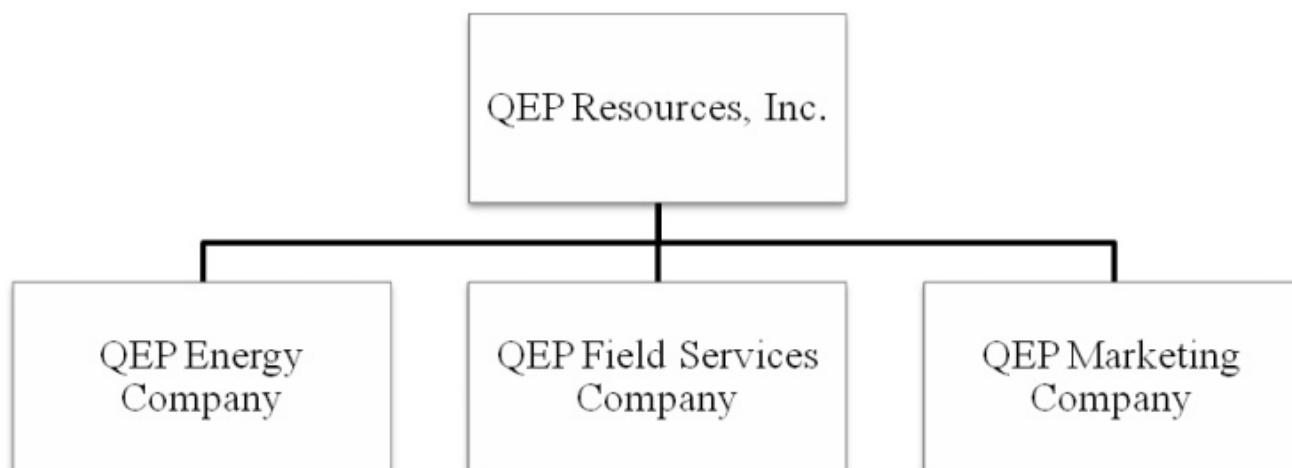 QEP Resources, Inc.
QEP Energy
Company
QEP Field Services
Company
QEP Marketing
Company